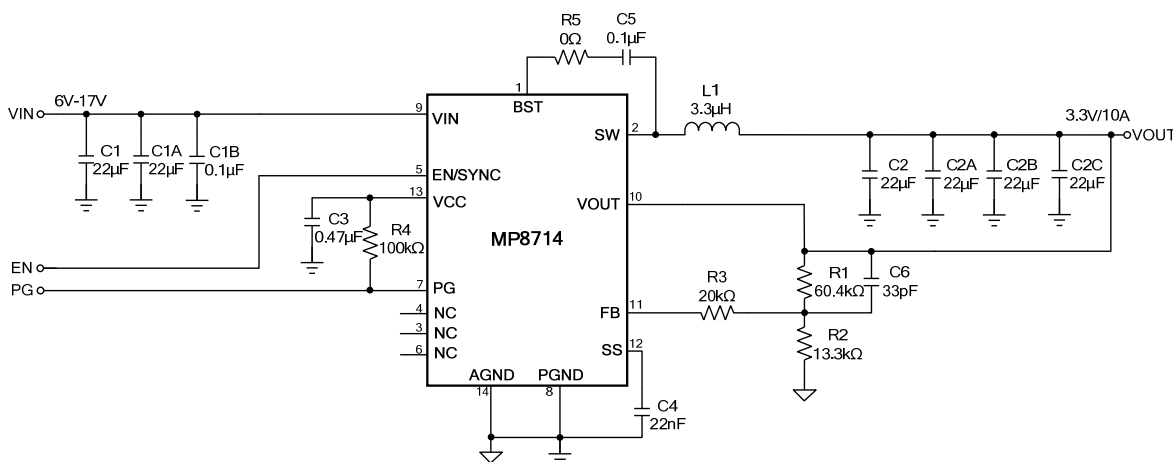 R5
0Ω
C5
0.1µF
1
BST
VIN
6V-17V
9
VIN
C1
22µF
C1A
22µF
C1B
0.1µF
L1
3.3µH
SW
2
3.3V/10A
VOUT
C2
22µF
C2A
22µF
C2B
22µF
C2C
22µF
5
EN/SYNC
13
VCC
C3
0.47µF
R4
100kΩ
MP8714
VOUT
10
EN
PG
7
PG
4
NC
3
NC
6
NC
R1
60.4kΩ
C6
33pF
R3
20kΩ
FB
11
R2
13.3kΩ
SS
12
AGND
14
PGND
8
C4
22nF